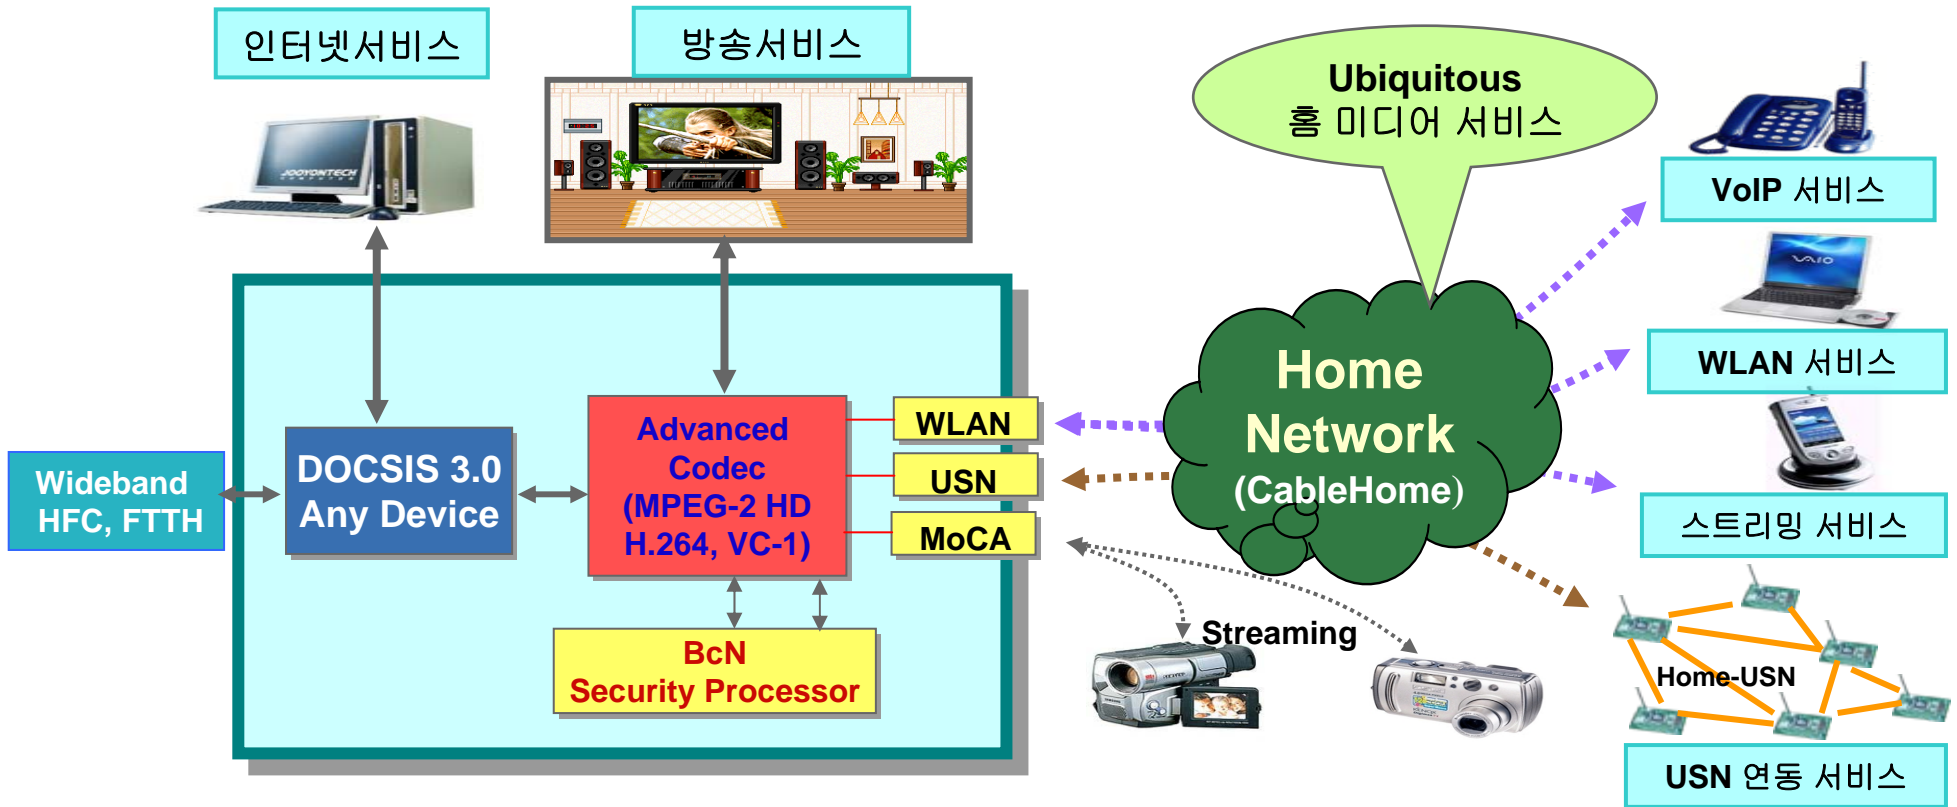 인터넷서비스
방송서비스
Ubiquitous
홈 미디어 서비스
JOOYONTECH
COMPUTER
VoIP 서비스
VAIO
WLAN 서비스
스트리밍 서비스
Home
Network
(CableHome)
Wideband
HFC, FTTH
DOCSIS 3.0
Any Device
Advanced
Codec
(MPEG-2 HD
H.264, VC-1)
WLAN
USN
MoCA
BcN
Security Processor
Streaming
Home-USN
USN 연동 서비스